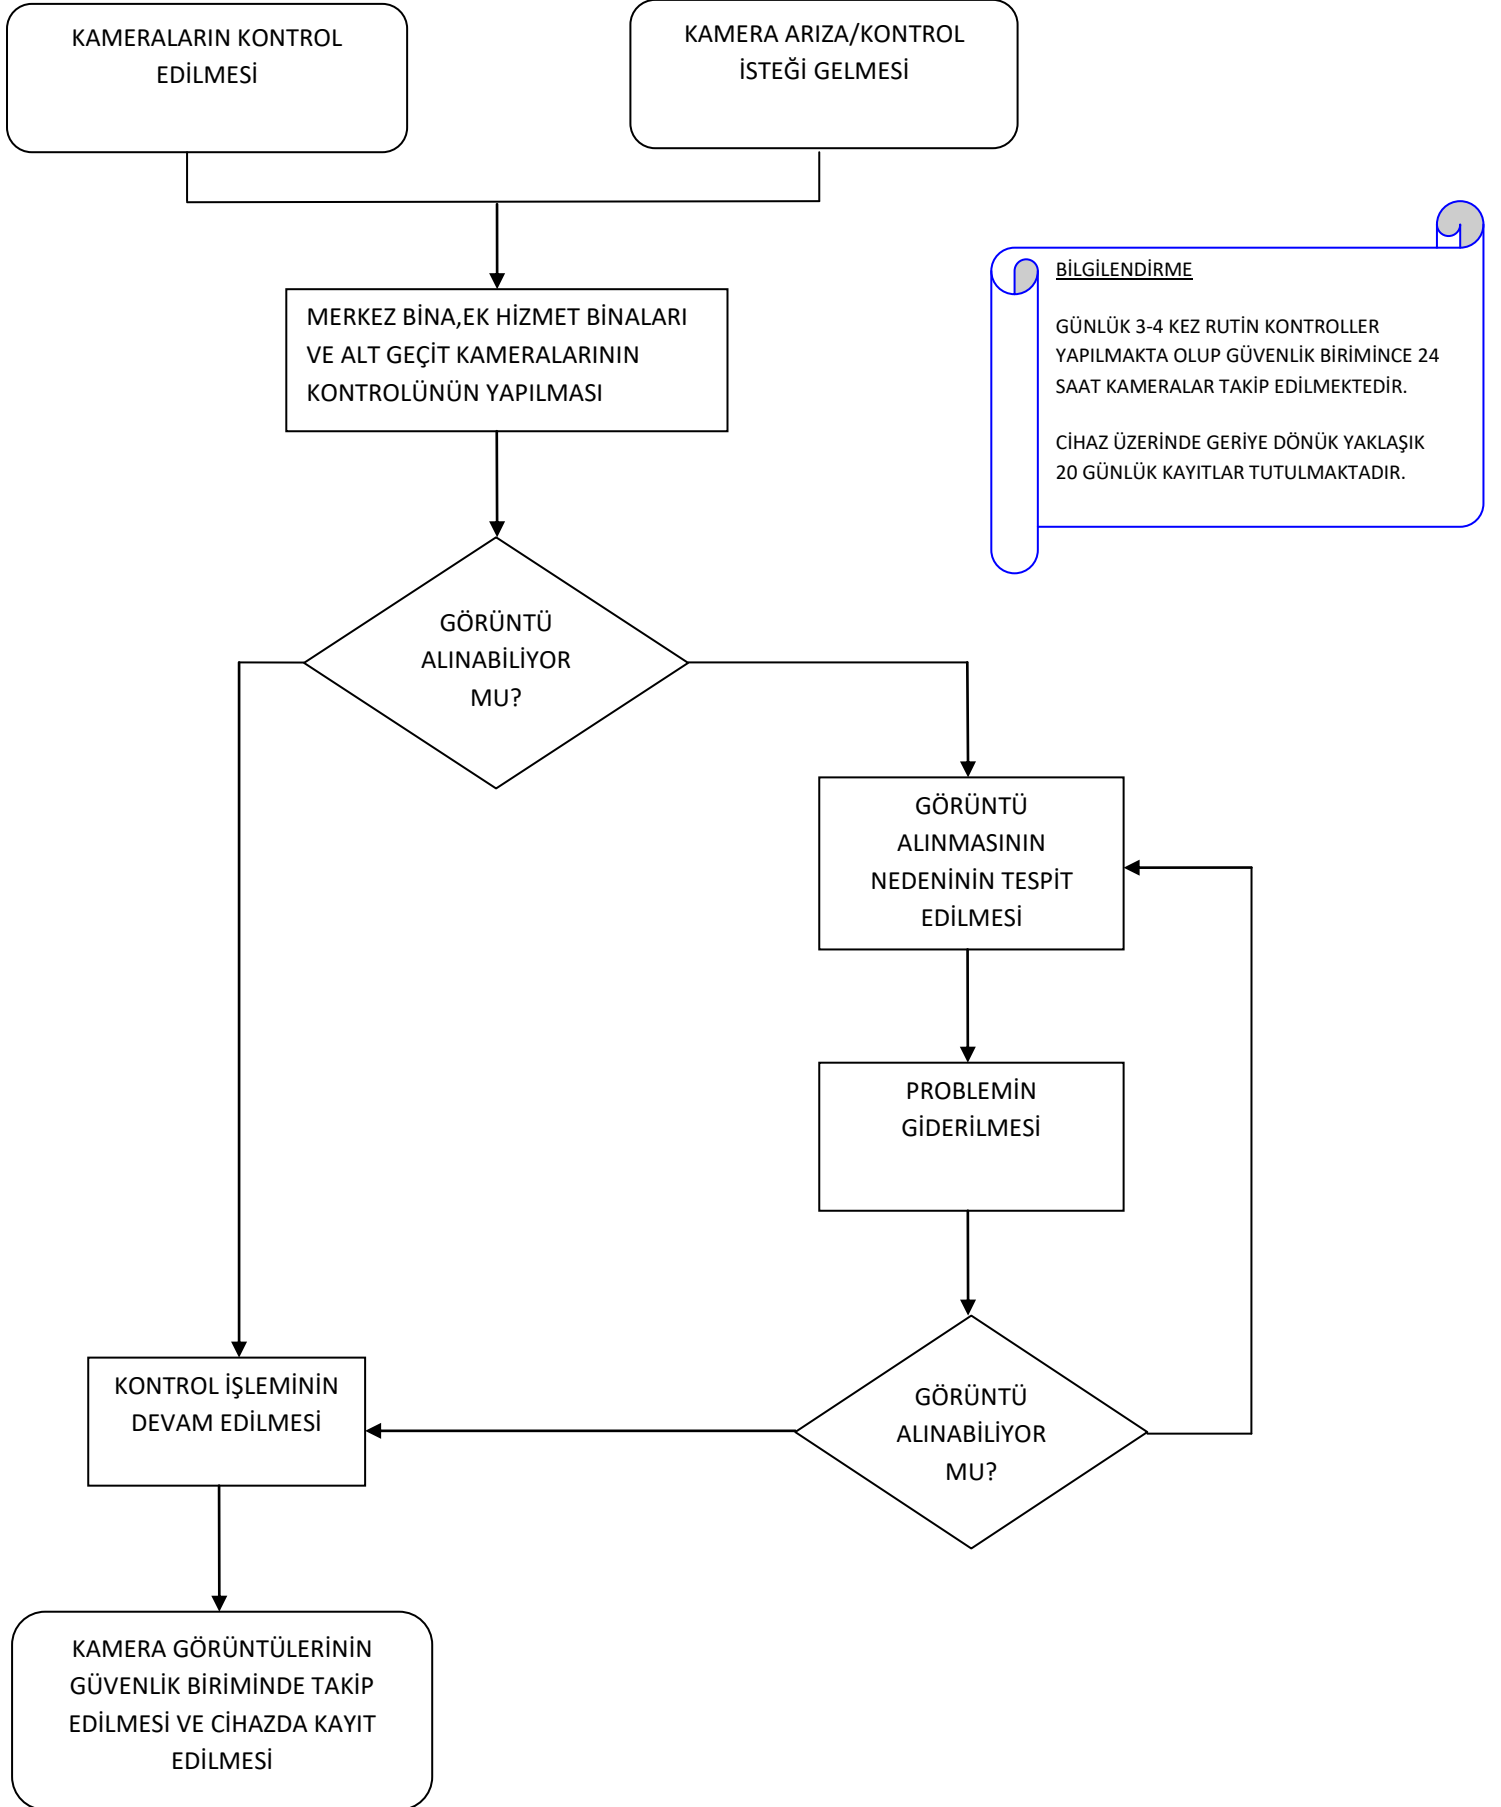 KAMERALARIN KONTROL
EDİLMESİ
KAMERA ARIZA/KONTROL
İSTEĞİ GELMESİ
MERKEZ BİNA,EK HİZMET BİNALARI
VE ALT GEÇİT KAMERALARININ
KONTROLÜNÜN YAPILMASI
BİLGİLENDİRME
GÜNLÜK 3-4 KEZ RUTİN KONTROLLER
YAPILMAKTA OLUP GÜVENLİK BİRİMİNCE 24
SAAT KAMERALAR TAKİP EDİLMEKTEDİR.
CİHAZ ÜZERİNDE GERİYE DÖNÜK YAKLAŞIK
20 GÜNLÜK KAYITLAR TUTULMAKTADIR.
GÖRÜNTÜ
ALINABİLİYOR
MU?
GÖRÜNTÜ
ALINMASININ
NEDENİNİN TESPİT
EDİLMESİ
PROBLEMİN
GİDERİLMESİ
GÖRÜNTÜ
ALINABİLİYOR
MU?
KONTROL İŞLEMİNİN
DEVAM EDİLMESİ
KAMERA GÖRÜNTÜLERİNİN
GÜVENLİK BİRİMİNDE TAKİP
EDİLMESİ VE CİHAZDA KAYIT
EDİLMESİ